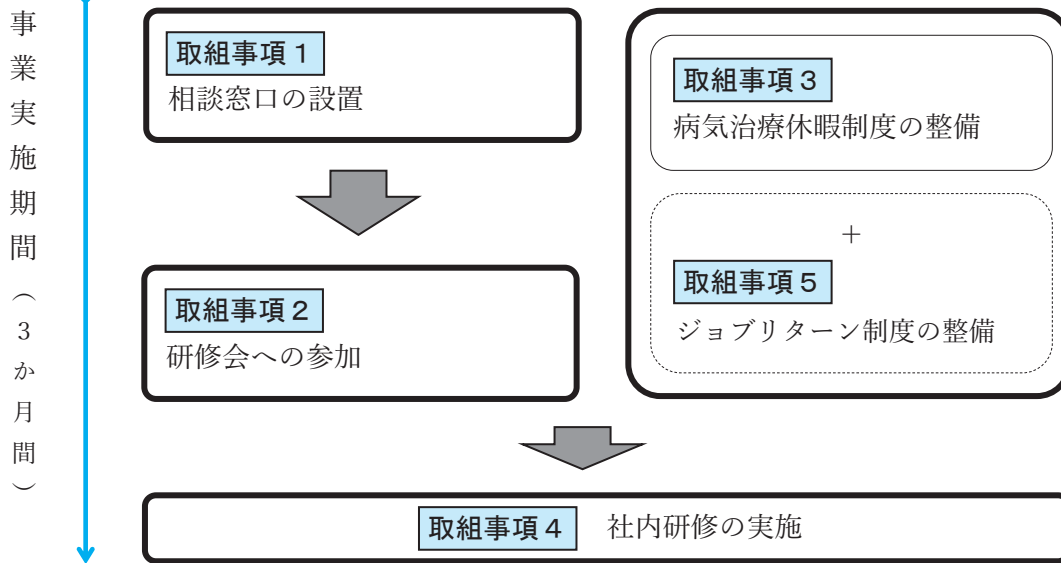 事業実施期間（３か月間）
取組事項１
相談窓口の設置
取組事項２
研修会への参加
取組事項３
病気治療休暇制度の整備
＋
取組事項５
ジョブリターン制度の整備
取組事項４ 社内研修の実施